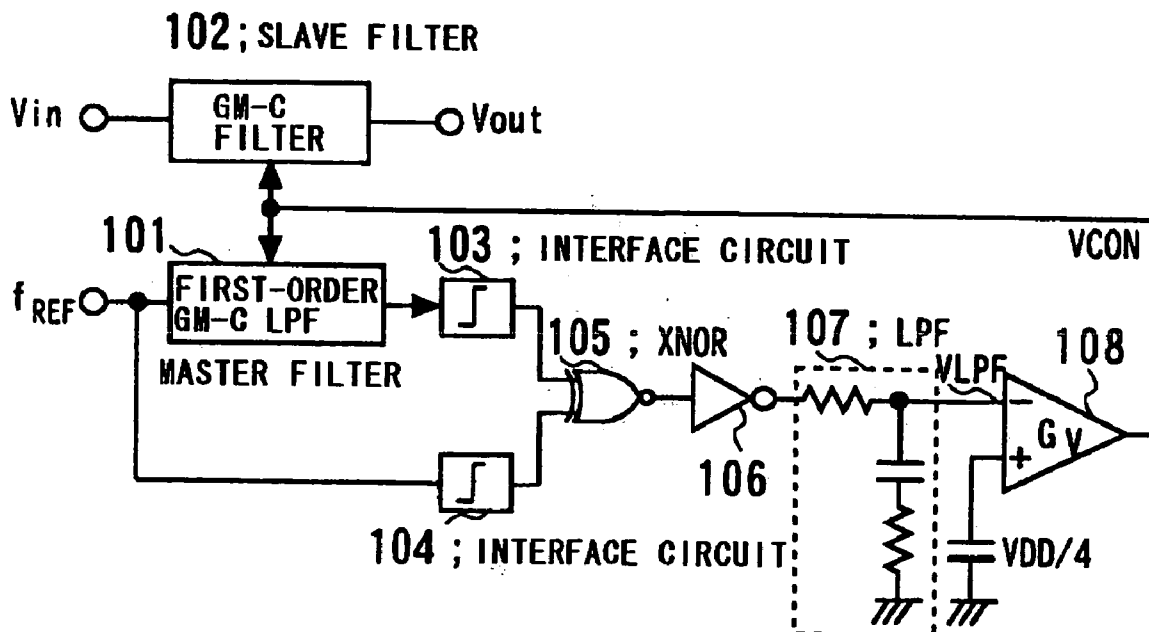 102 ; SLAVE FILTER
Vin
GM-C
FILTER
Vout
101
103 ; INTERFACE CIRCUIT
VCON
fREF
FIRST-ORDER
GM-C LPF
MASTER FILTER
105 ; XNOR
107 ; LPF
VLPF
108
106
−
GV
+
104 ; INTERFACE CIRCUIT
VDD/4